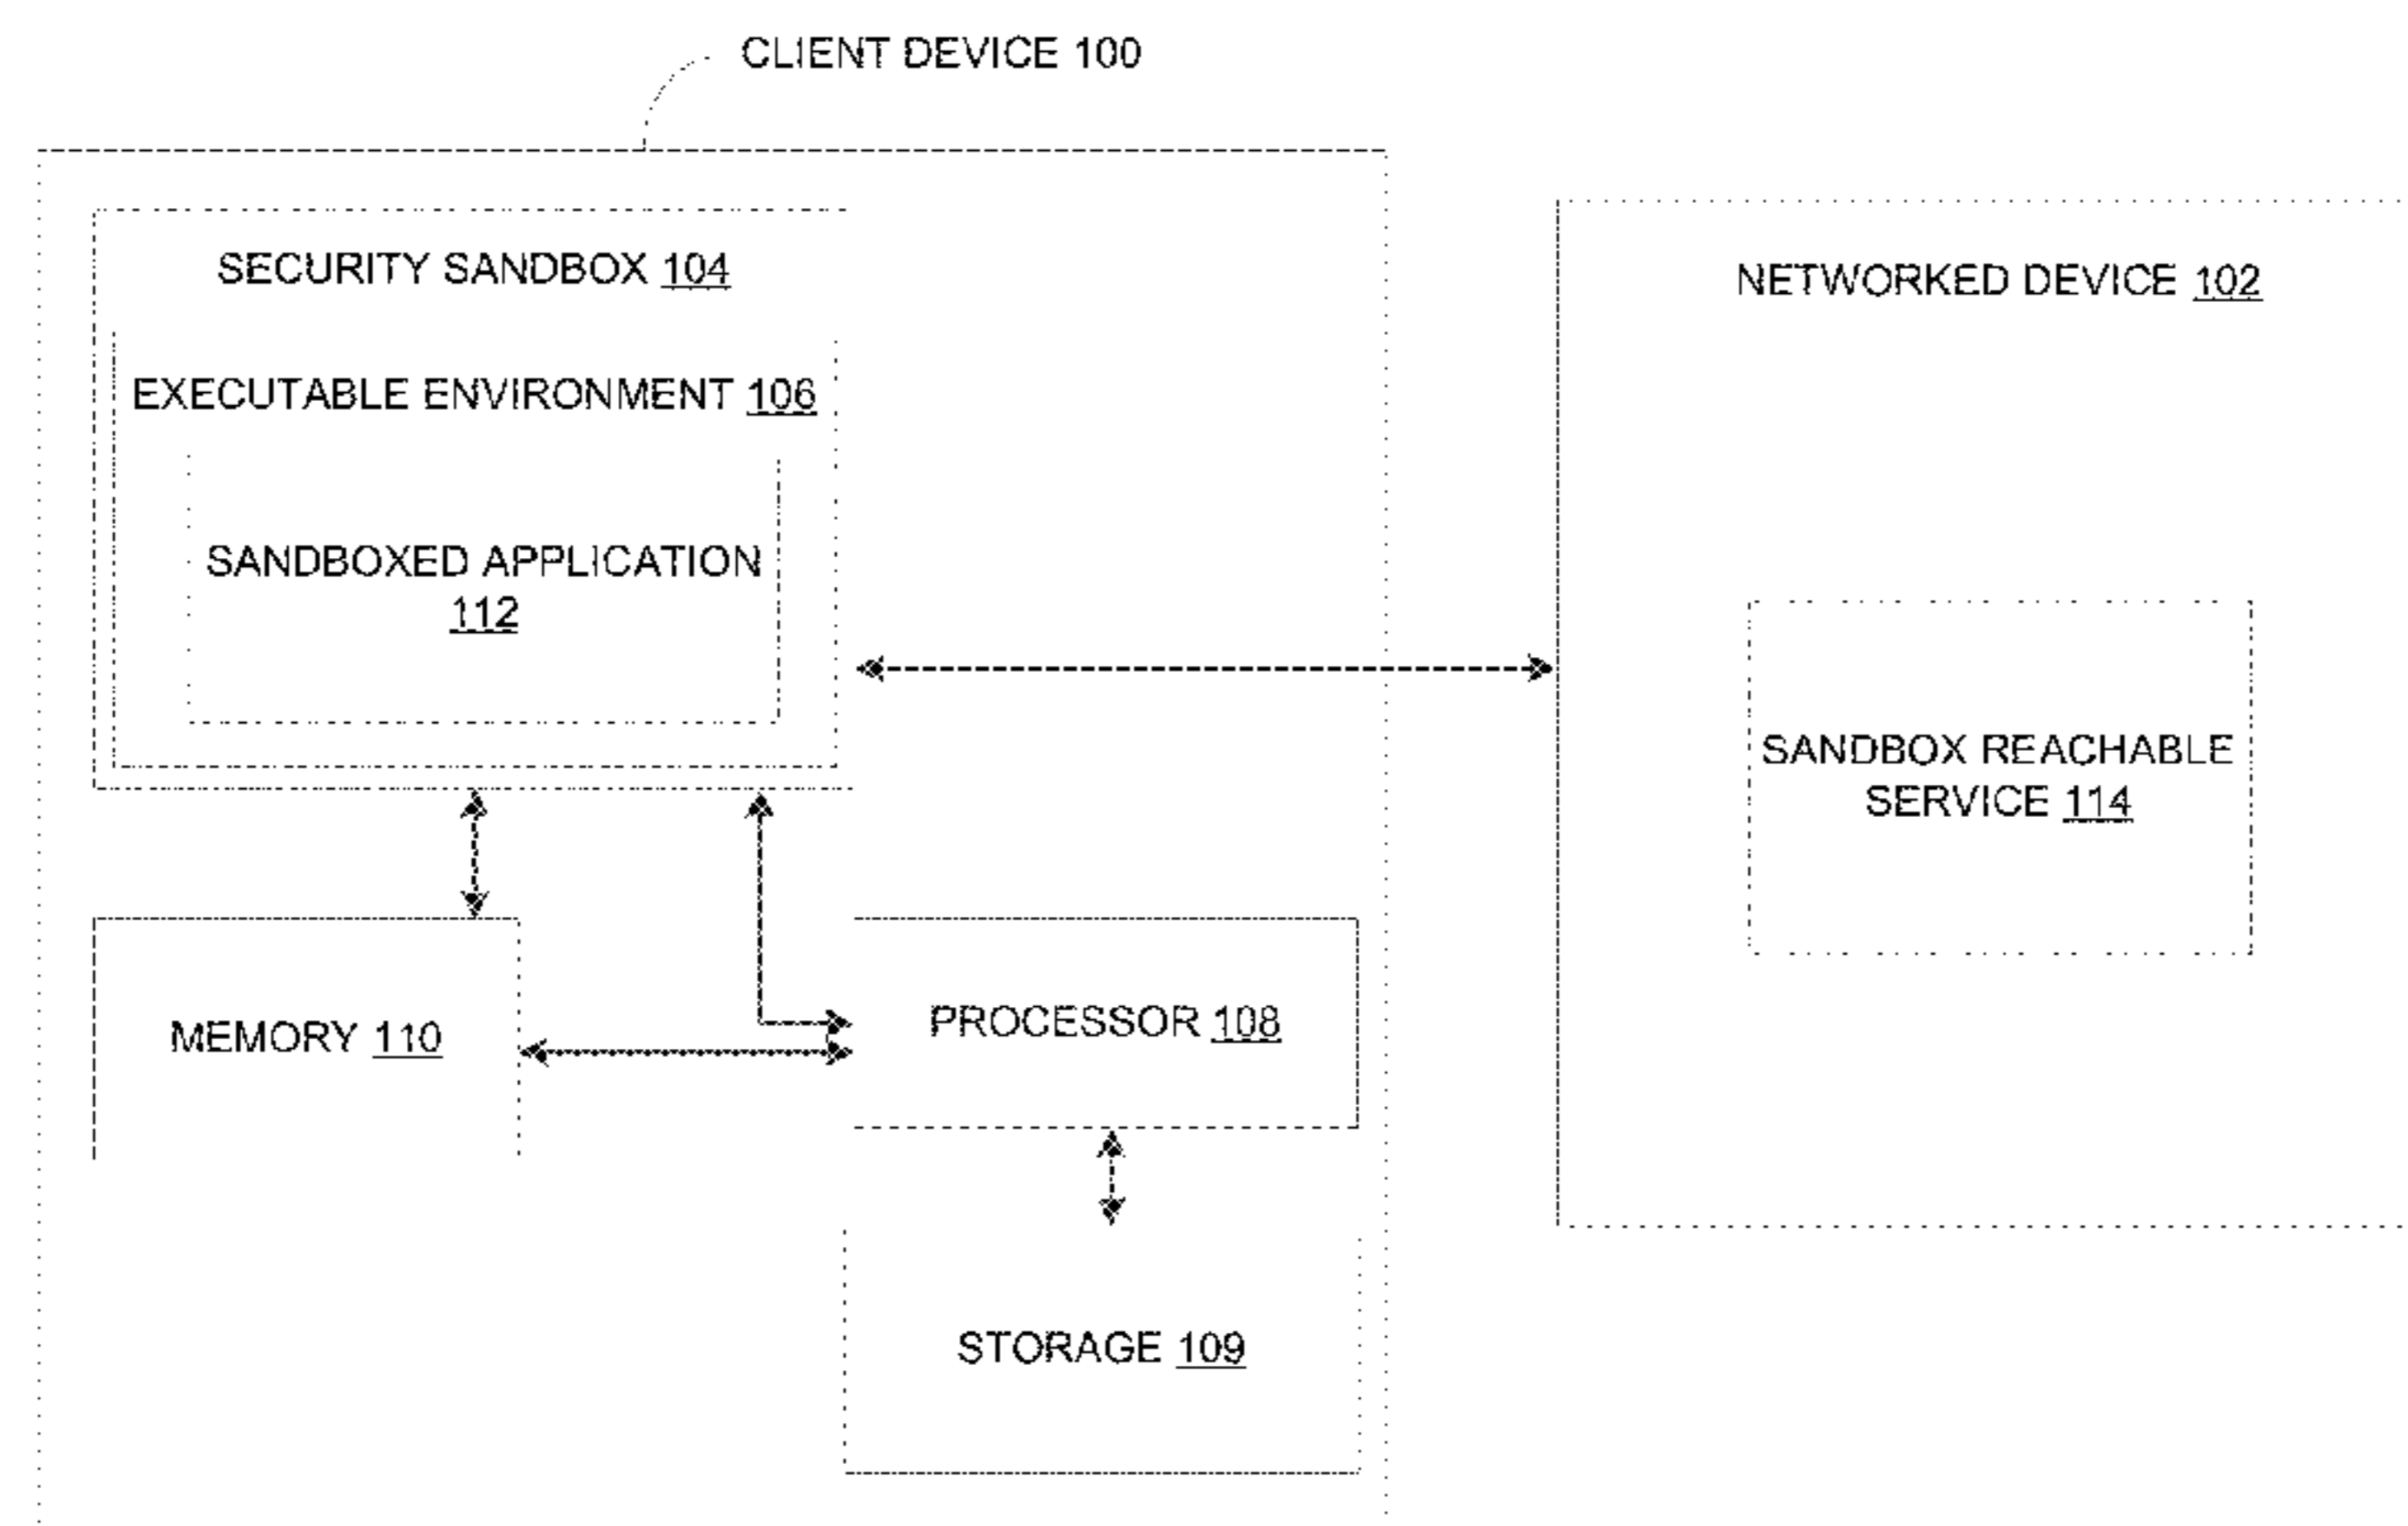 CLIENT DEVICE 100
SECURITY SANDBOX 104
EXECUTABLE ENVIRONMENT 106
SANDBOXED APPLICATION
112
NETWORKED DEVICE 102
SANDBOX REACHABLE
SERVICE 114
MEMORY 110
PROCESSOR 108
STORAGE 109